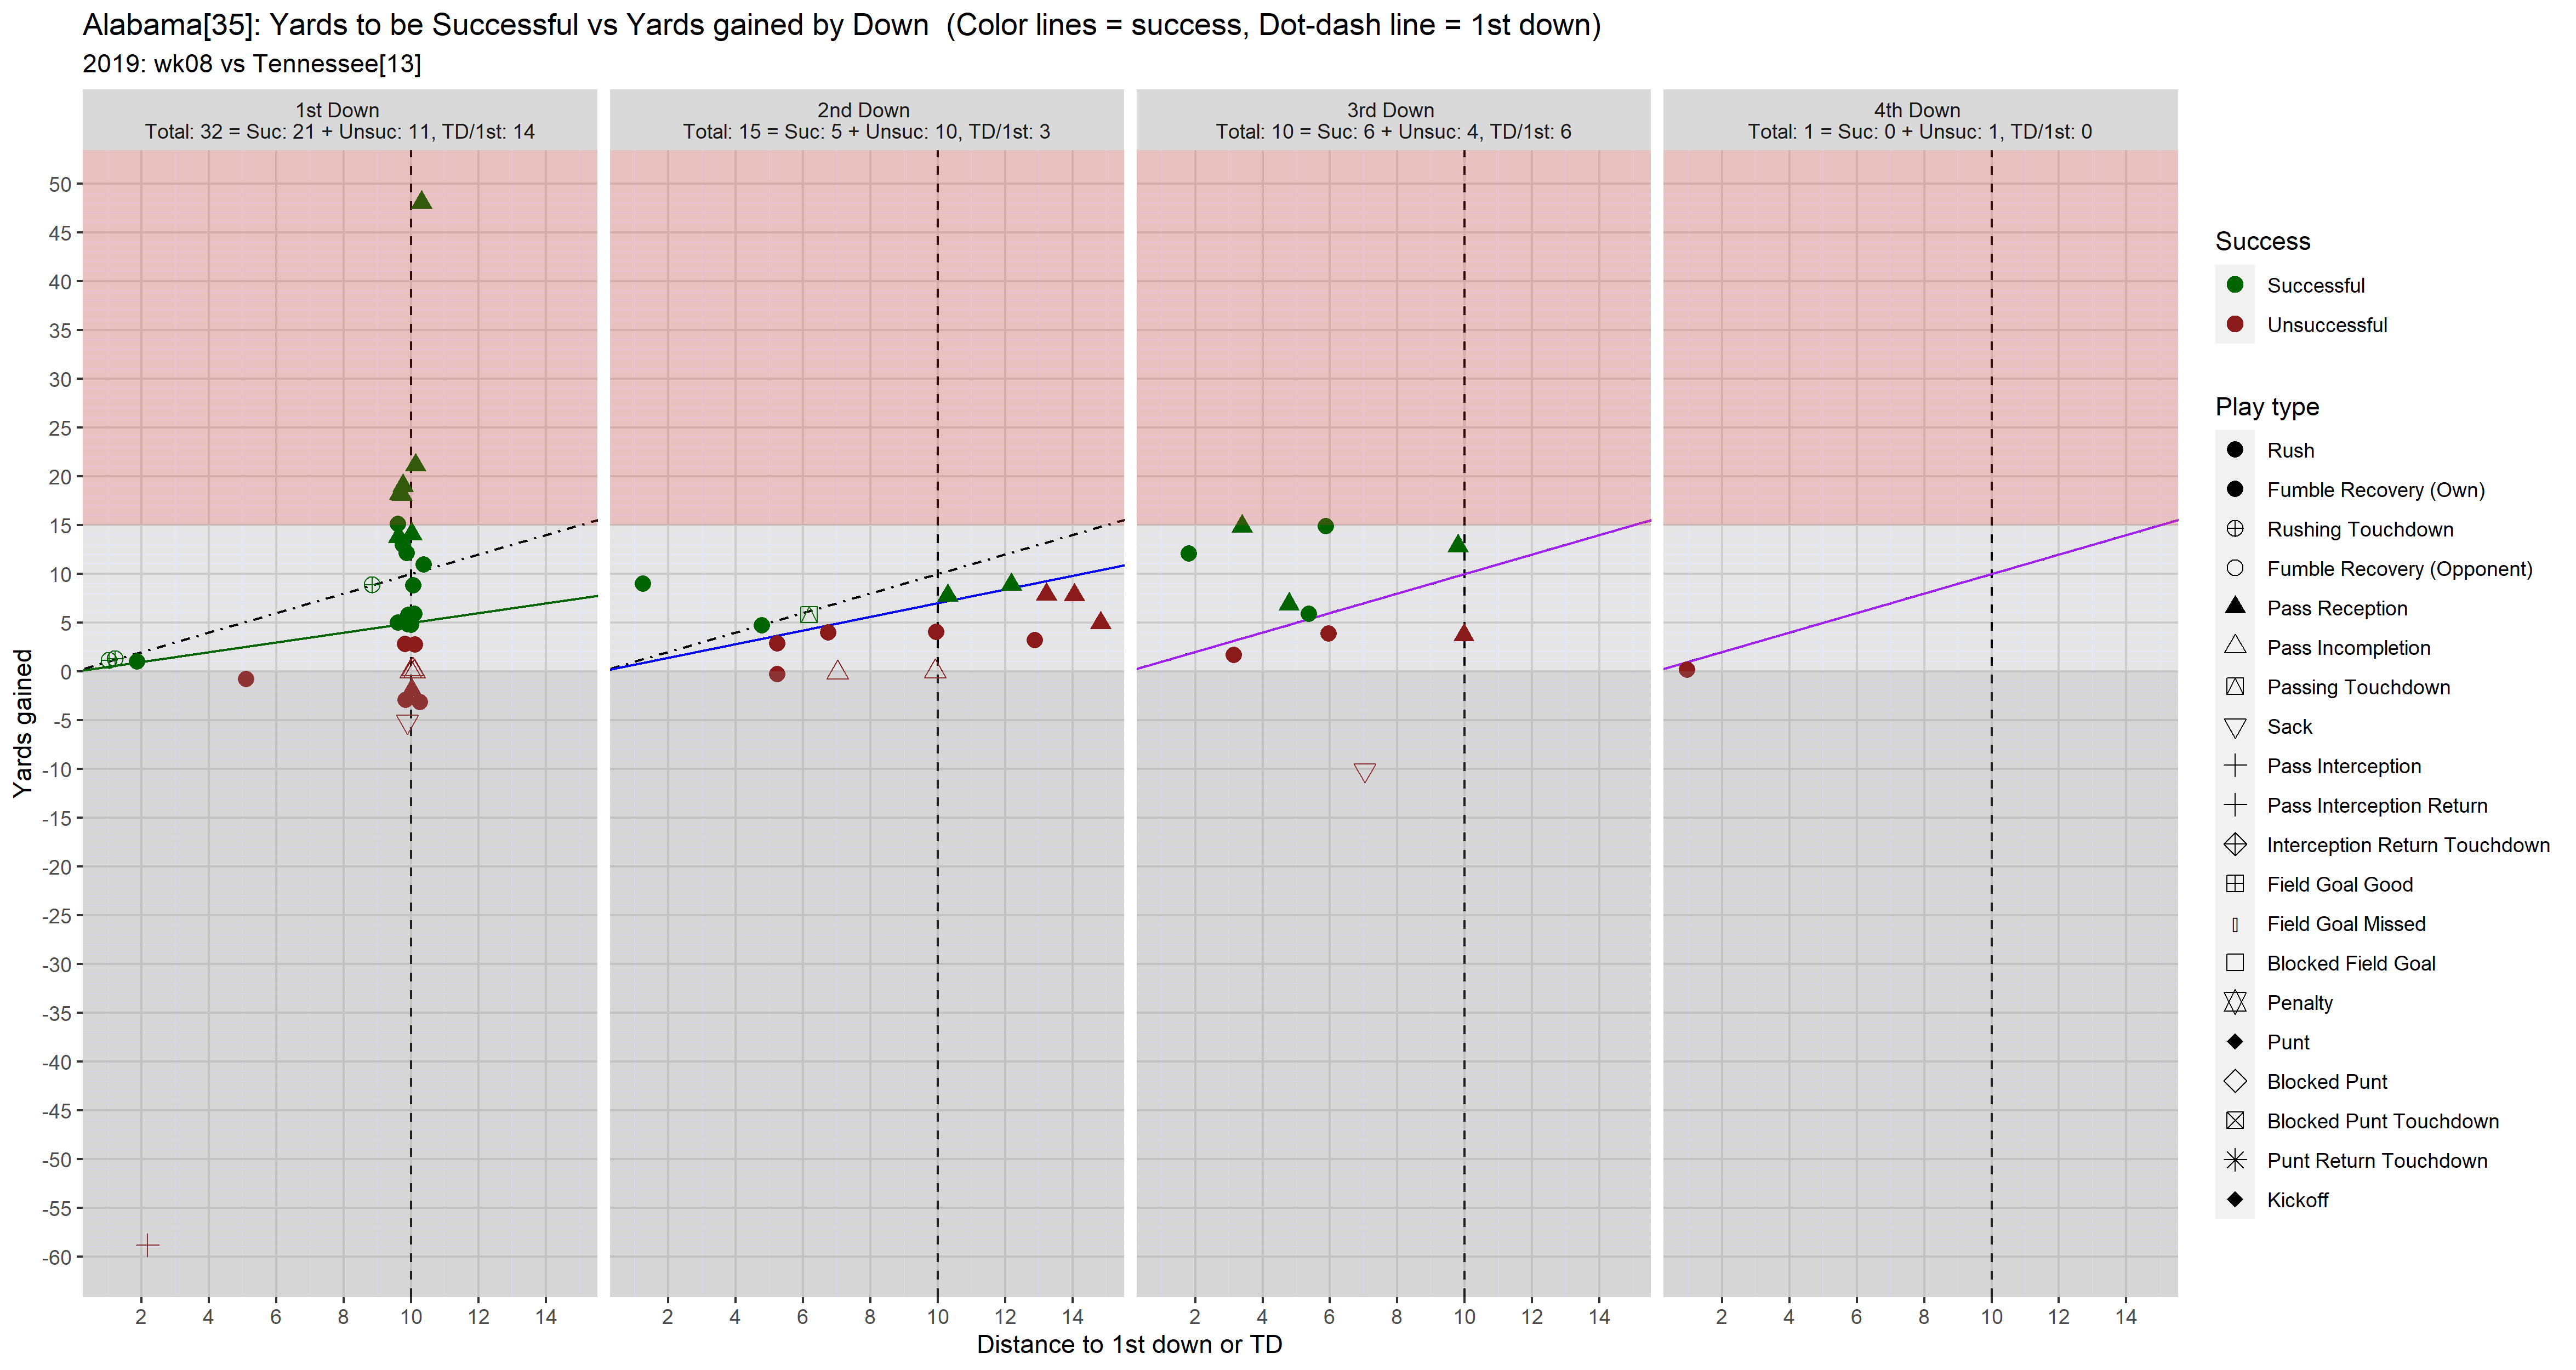 Alabama[35]: Yards to be Successful vs Yards gained by Down  (Color lines = success, Dot-dash line = 1st down)
2019: wk08 vs Tennessee[13]
1st Down
Total: 32 = Suc: 21 + Unsuc: 11, TD/1st: 14
2nd Down
Total: 15 = Suc: 5 + Unsuc: 10, TD/1st: 3
3rd Down
Total: 10 = Suc: 6 + Unsuc: 4, TD/1st: 6
4th Down
Total: 1 = Suc: 0 + Unsuc: 1, TD/1st: 0
Yards gained
50
45
40
35
30
25
20
15
10
5
0
-5
-10
-15
-20
-25
-30
-35
-40
-45
-50
-55
-60
2 4 6 8 10 12 14
2 4 6 8 10 12 14
2 4 6 8 10 12 14
2 4 6 8 10 12 14
Distance to 1st down or TD
Success
Successful
Unsuccessful
Play type
Rush
Fumble Recovery (Own)
Rushing Touchdown
Fumble Recovery (Opponent)
Pass Reception
Pass Incompletion
Passing Touchdown
Sack
Pass Interception
Pass Interception Return
Interception Return Touchdown
Field Goal Good
Field Goal Missed
Blocked Field Goal
Penalty
Punt
Blocked Punt
Blocked Punt Touchdown
Punt Return Touchdown
Kickoff